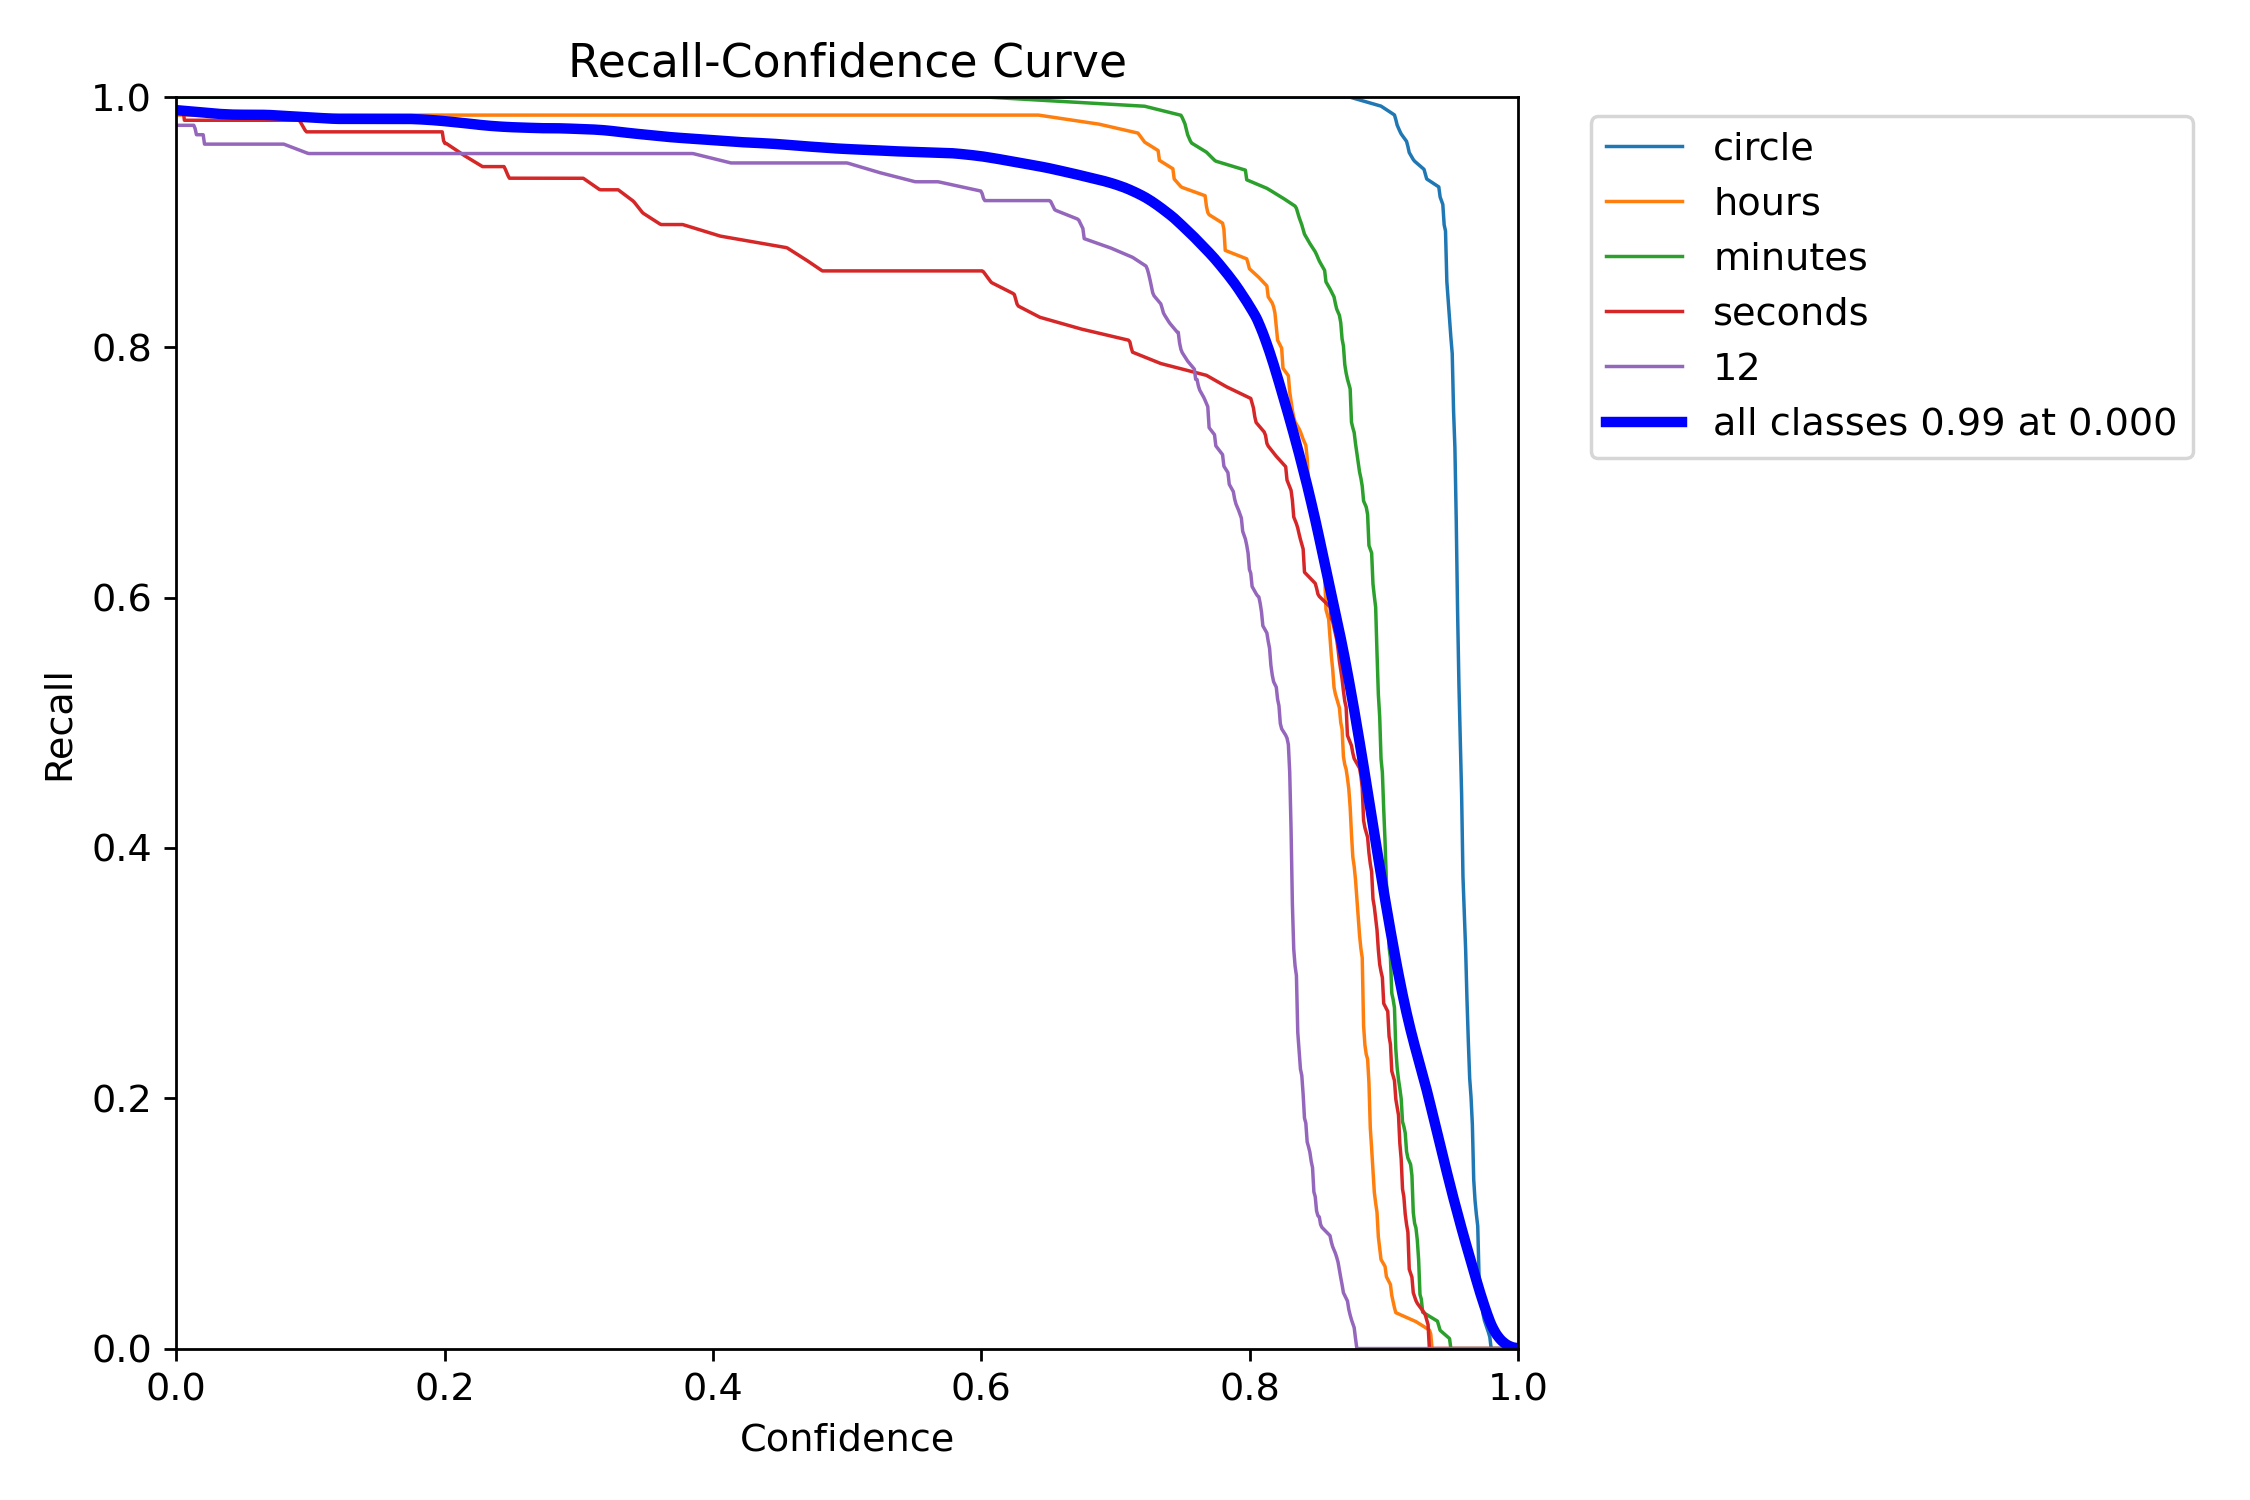 Recall-Confidence Curve
1.0
0.8
0.6
0.4
0.2
0.0
Recall
0.0 0.2 0.4 0.6 0.8 1.0
Confidence
circle
hours
minutes
seconds
12
all classes 0.99 at 0.000